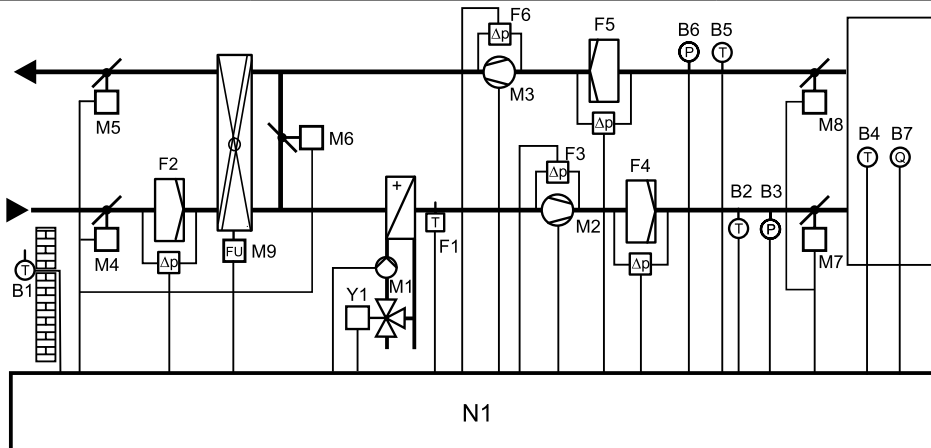 F6
Δp
F5
B6
B5
P
T
M3
M5
M8
M6
Δp
B4
B7
T
Q
F2
F3
Δp
F4
B2
B3
+
T
F1
M2
T
P
M4
FU
M9
M7
Δp
Δp
T
B1
M1
Y1
N1